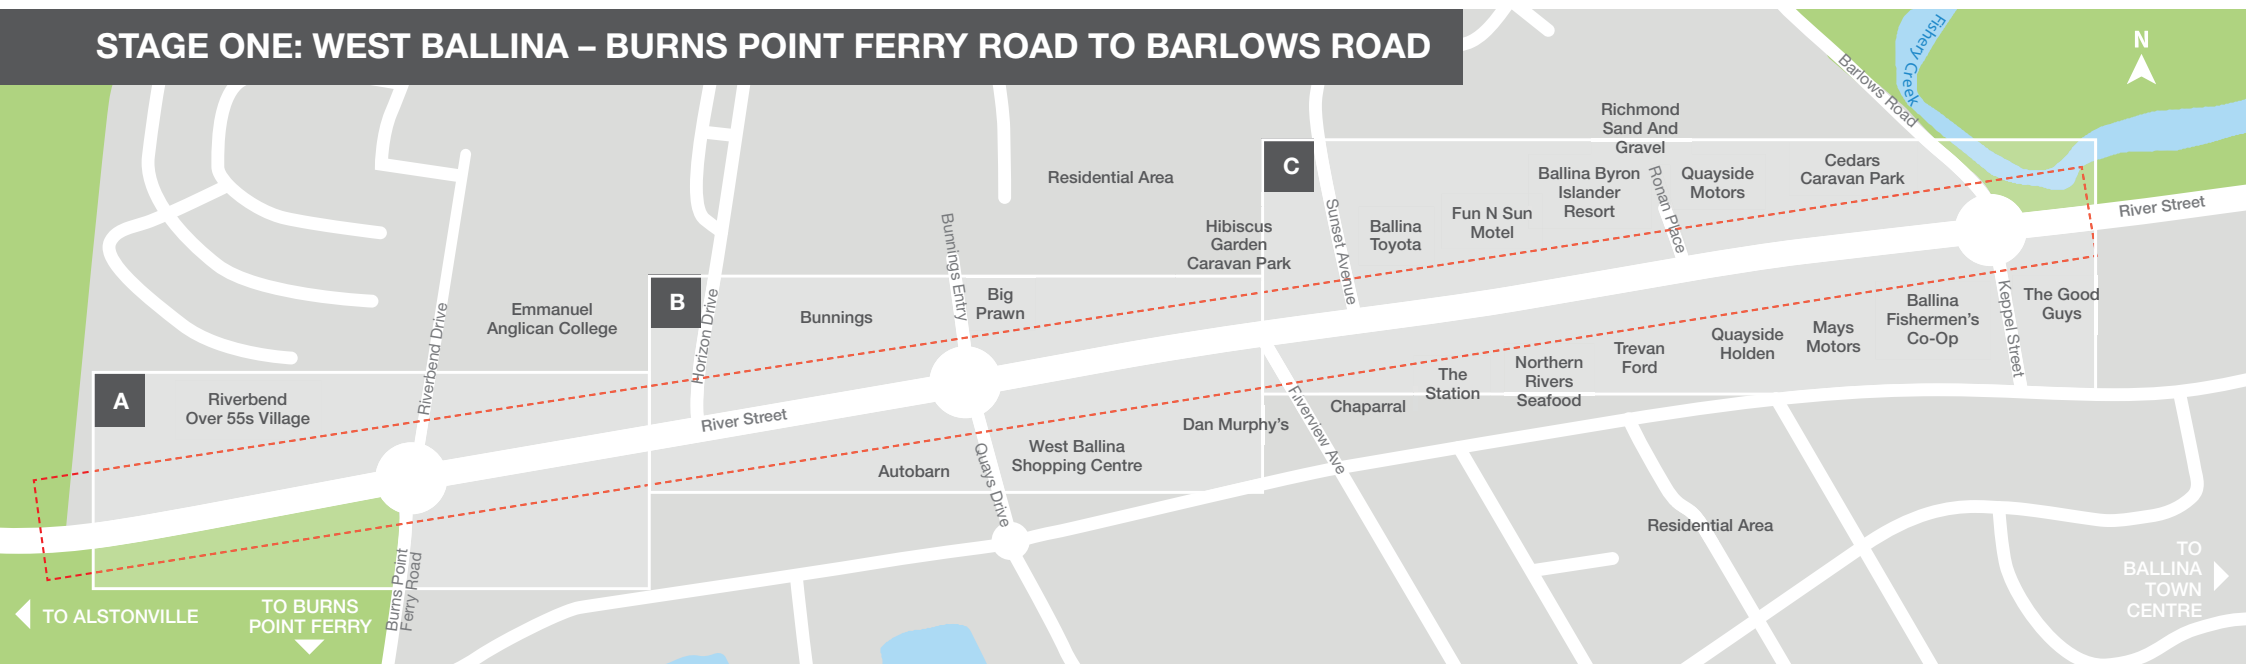 STAGE ONE: WEST BALLINA – BURNS POINT FERRY ROAD TO BARLOWS ROAD
N
Fishery Creek
Barlows Road
Richmond
Sand And
Gravel
C
Residential Area
Ballina Byron
Islander
Resort
Ronan Place
Quayside
Motors
Cedars
Caravan Park
River Street
Sunset Avenue
Ballina
Toyota
Fun N Sun
Motel
Hibiscus
Garden
Caravan Park
Bunnings Entry
B
Horizon Drive
Bunnings
Big
Prawn
Emmanuel
Anglican College
Riverbend Drive
A
Riverbend
Over 55s Village
River Street
Autobarn
Quays Drive
West Ballina
Shopping Centre
Dan Murphy's
Riverview Ave
Chaparral
The
Station
Northern
Rivers
Seafood
Trevan
Ford
Quayside
Holden
Mays
Motors
Ballina
Fishermen's
Co-Op
Keppel Street
The Good
Guys
Residential Area
Burns Point
Ferry Road
TO ALSTONVILLE
TO BURNS
POINT FERRY
TO
BALLINA
TOWN
CENTRE